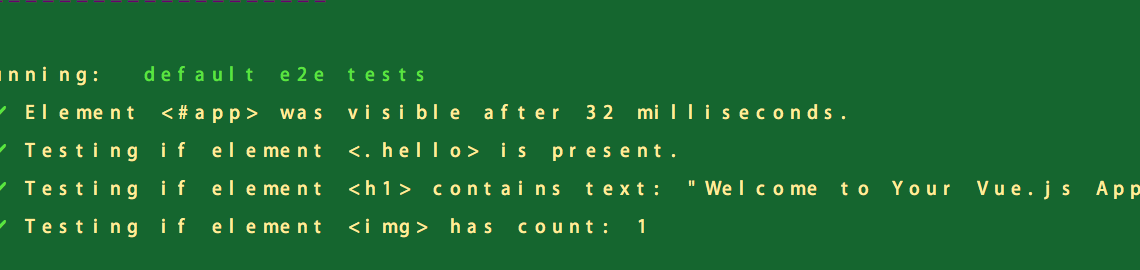 unning: default e2e tests
✔ Element <#app> was visible after 32 milliseconds.
✔ Testing if element <.hello> is present.
✔ Testing if element <h1> contains text: "Welcome to Your Vue.js App
✔ Testing if element <img> has count: 1